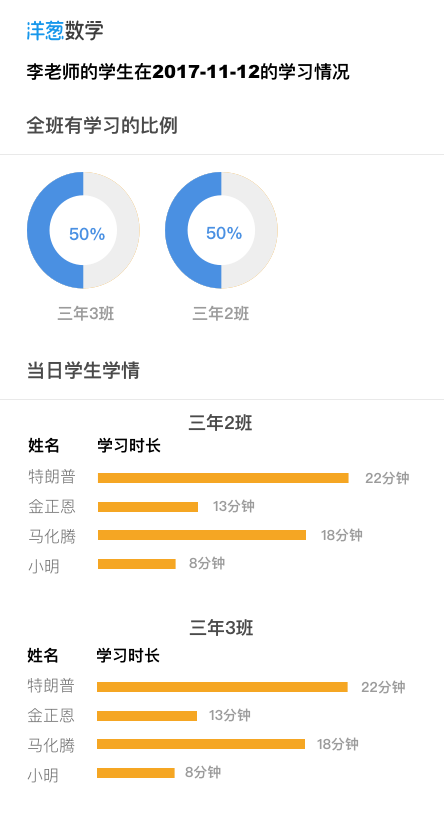 洋葱数学
李老师的学生在2017-11-12的学习情况
全班有学习的比例
50% 50%
三年3班 三年2班
当日学生学情
三年2班
姓名 学习时长
特朗普 22分钟
金正恩 13分钟
马化腾 18分钟
小明 8分钟
三年3班
姓名 学习时长
特朗普 22分钟
金正恩 13分钟
马化腾 18分钟
小明 8分钟